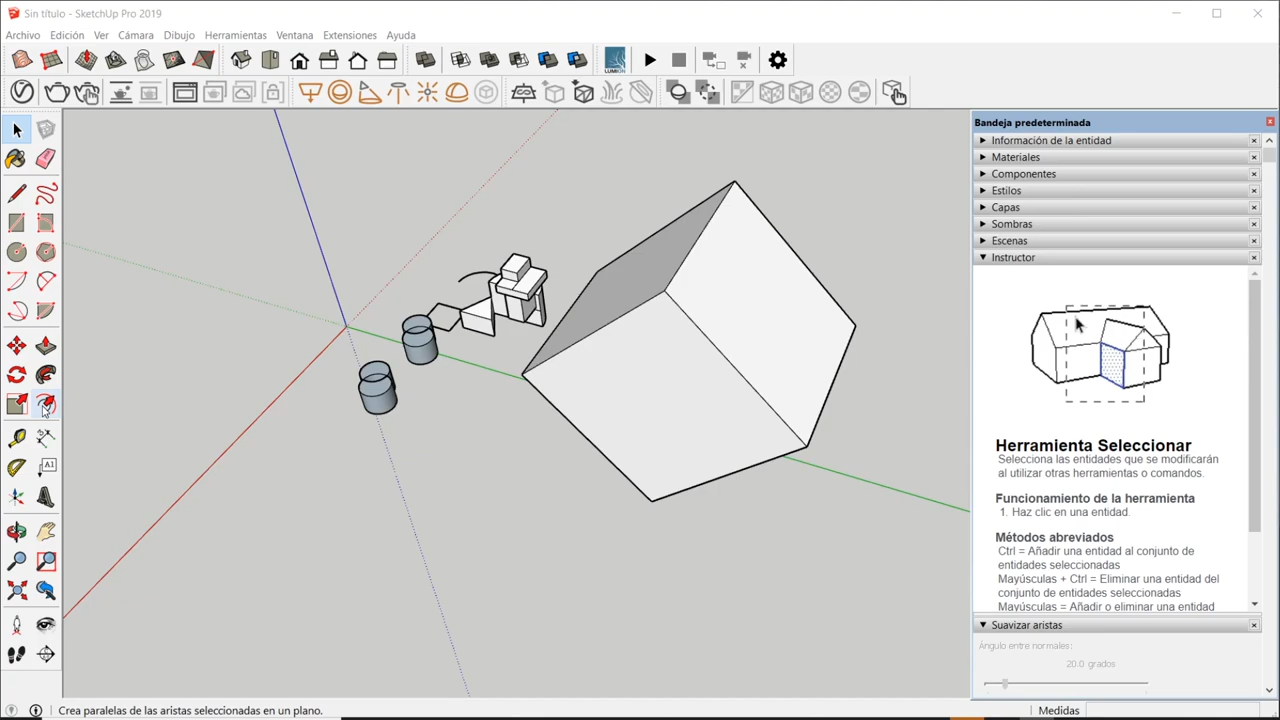 Sin título - SketchUp Pro 2019
Archivo Edición Ver Cámara Dibujo Herramientas Ventana Extensiones Ayuda
LUMION
A1
Bandeja predeterminada
Información de la entidad
Materiales
Componentes
Estilos
Capas
Sombras
Escenas
Instructor
Herramienta Seleccionar
Selecciona las entidades que se modificarán
al utilizar otras herramientas o comandos.
Funcionamiento de la herramienta
1. Haz clic en una entidad.
Métodos abreviados
Ctrl = Añadir una entidad al conjunto de
entidades seleccionadas
Mayúsculas + Ctrl = Eliminar una entidad del
conjunto de entidades seleccionadas
Mayúsculas = Añadir o eliminar una entidad
Suavizar aristas
Ángulo entre normales:
20.0 grados
Crea paralelas de las aristas seleccionadas en un plano.
Medidas